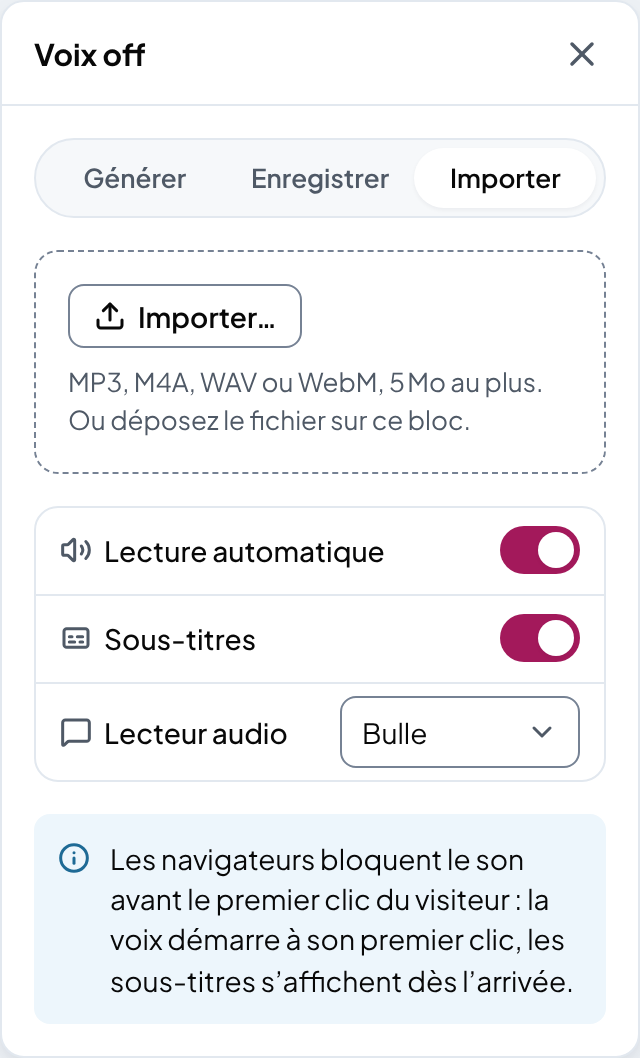 Voix off
Générer
Enregistrer
Importer
Importer…
MP3, M4A, WAV ou WebM, 5 Mo au plus.
Ou déposez le fichier sur ce bloc.
Lecture automatique
Sous-titres
Lecteur audio
Bulle
Les navigateurs bloquent le son
avant le premier clic du visiteur : la
voix démarre à son premier clic, les
sous-titres s’affichent dès l’arrivée.